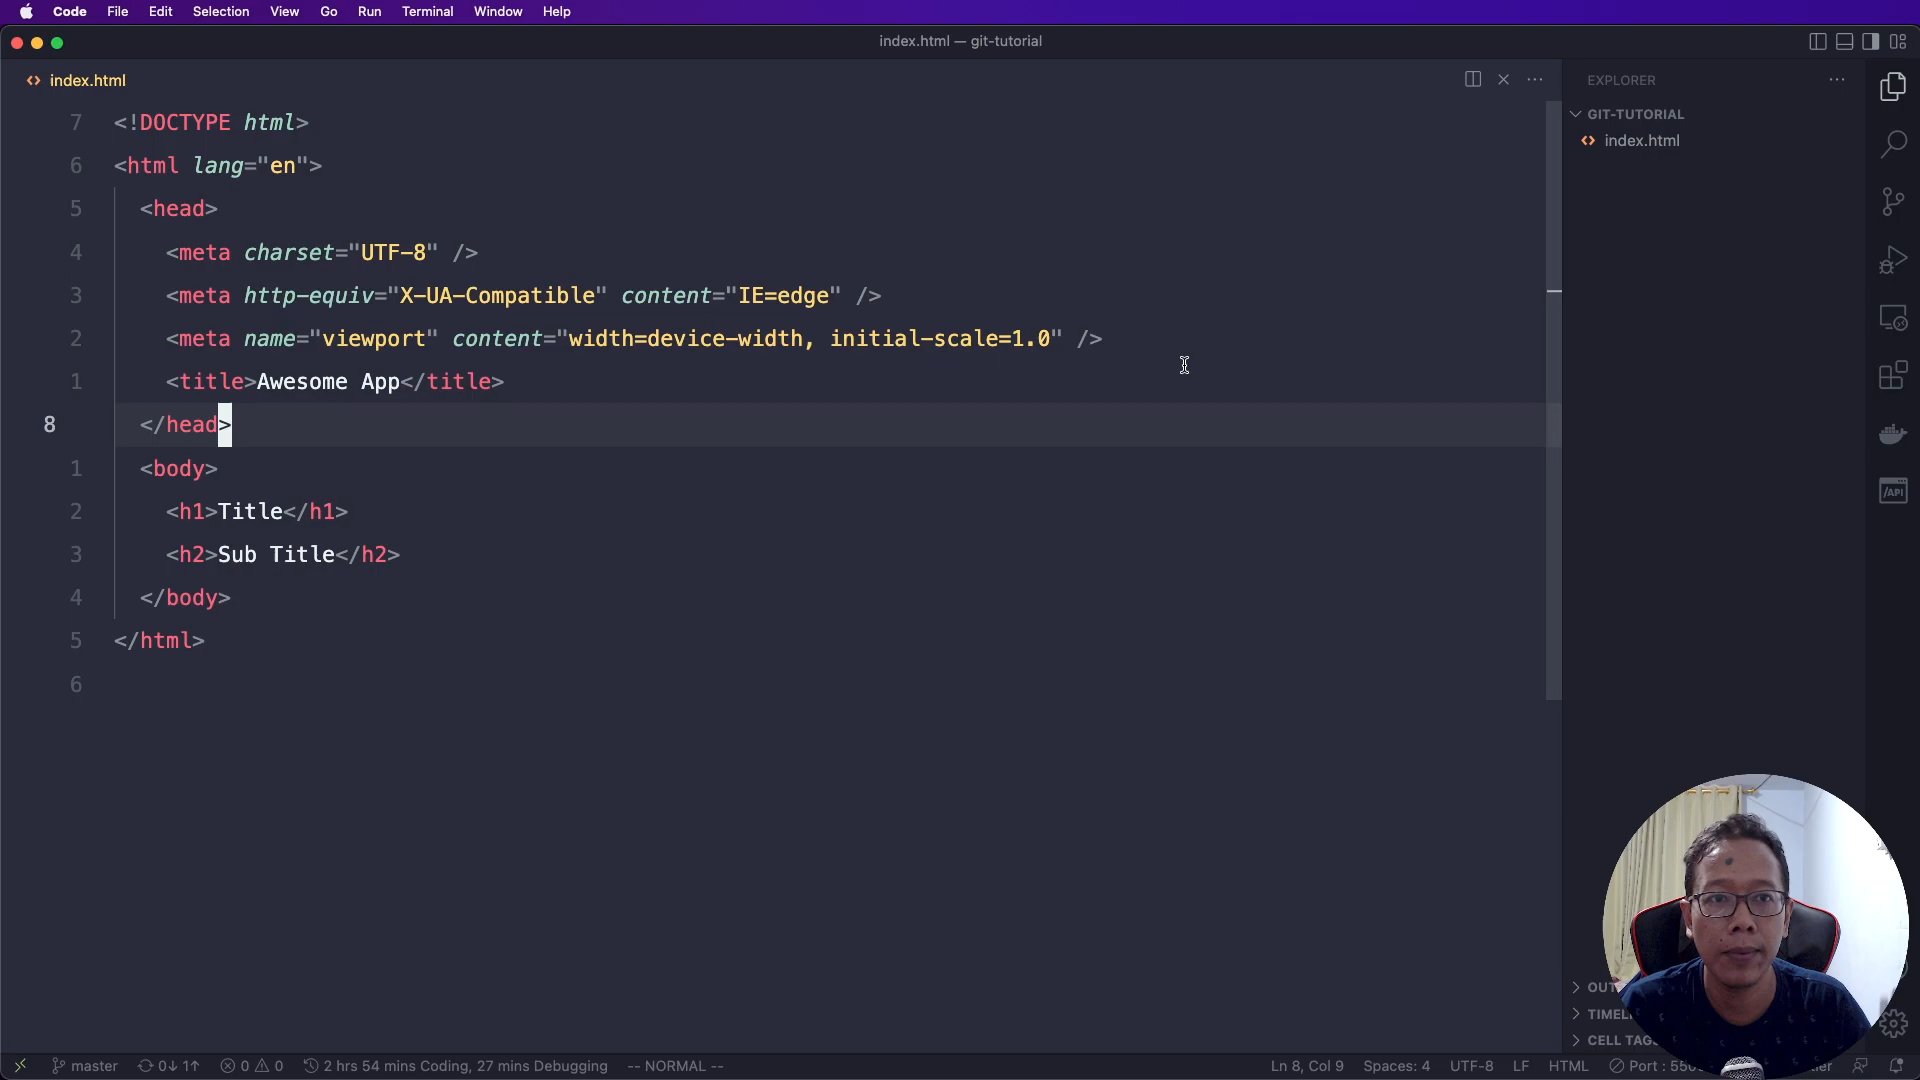 Code File Edit Selection View Go Run Terminal Window Help
index.html — git-tutorial
index.html
EXPLORER
GIT-TUTORIAL
index.html
7 <!DOCTYPE html>
6 <html lang="en">
5 <head>
4 <meta charset="UTF-8" />
3 <meta http-equiv="X-UA-Compatible" content="IE=edge" />
2 <meta name="viewport" content="width=device-width, initial-scale=1.0" />
1 <title>Awesome App</title>
8 </head>
1 <body>
2 <h1>Title</h1>
3 <h2>Sub Title</h2>
4 </body>
5 </html>
6
/API
CELL
master 0↓ 1↑ 0 0 2 hrs 54 mins Coding, 27 mins Debugging -- NORMAL -- Ln 8, Col 9 Spaces: 4 UTF-8 LF HTML Port :